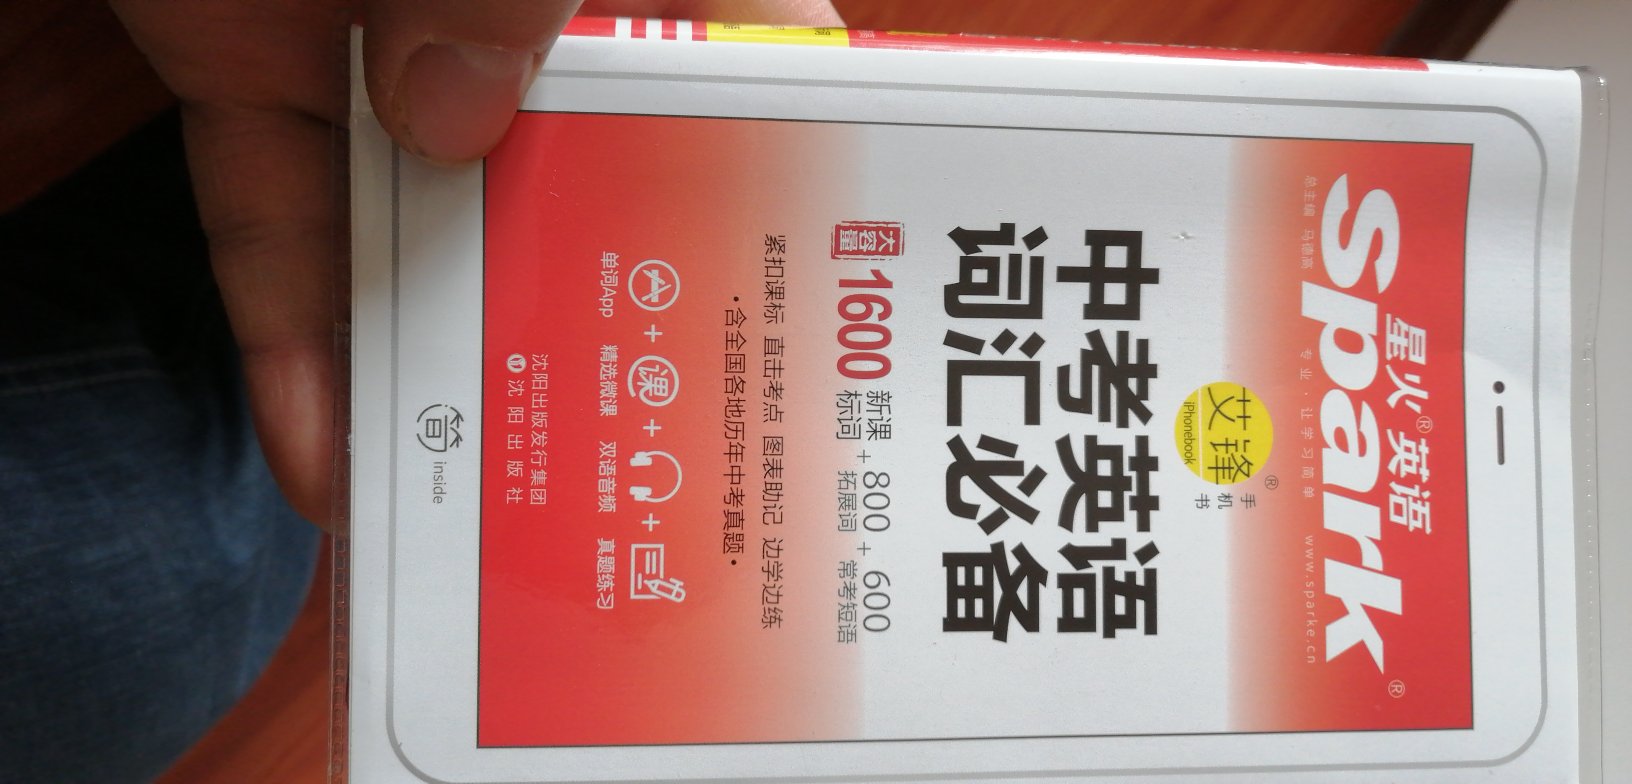 星火®英语
Spark®
总主编 马德高 专业·让学习简单 www.sparke.cn
艾锋®
iPhonebook
手机书
中考英语
词汇必备
大容量
1600新课标词+800拓展词+600常考短语
紧扣课标 直击考点 图表助记 边学边练
·含全国各地历年中考真题·
课
单词App 精选微课 双语音频 真题练习
沈阳出版发行集团
沈阳出版社
简 inside